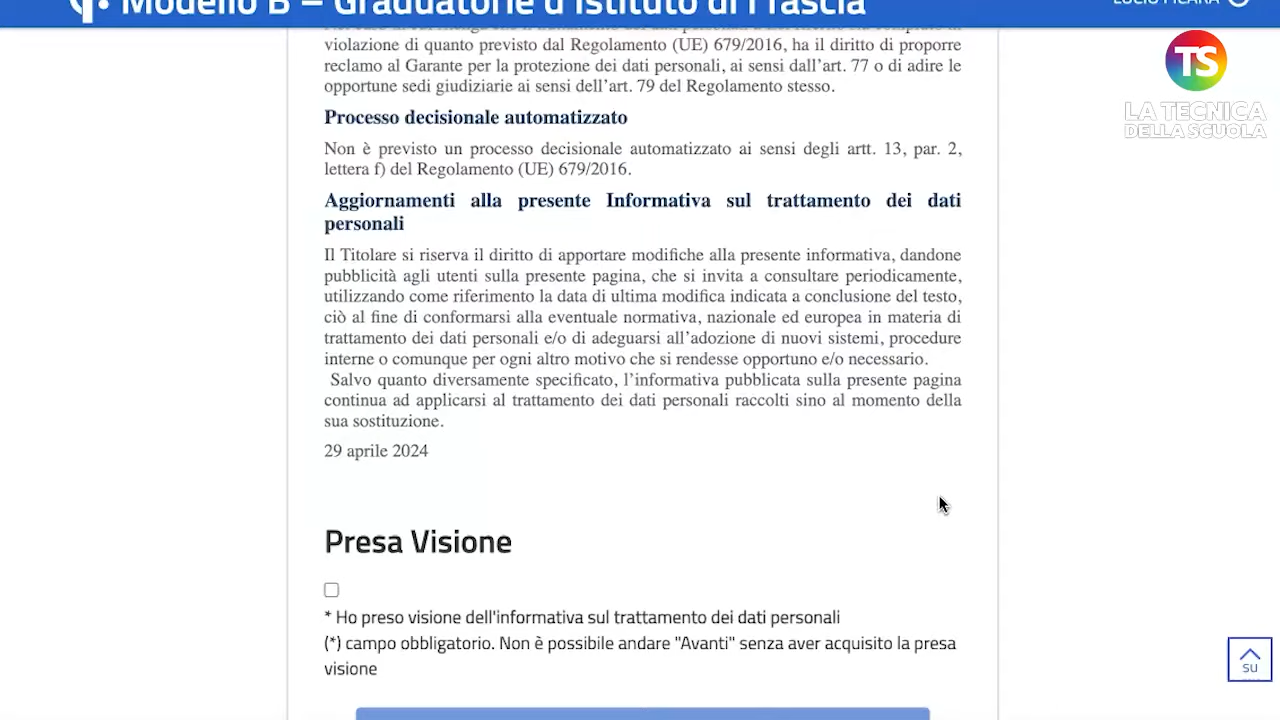 Modello B – Graduatorie d'Istituto di I fascia
LUCIO FICARA
violazione di quanto previsto dal Regolamento (UE) 679/2016, ha il diritto di proporre
reclamo al Garante per la protezione dei dati personali, ai sensi dall’art. 77 o di adire le
opportune sedi giudiziarie ai sensi dell’art. 79 del Regolamento stesso.
TS
LA TECNICA
DELLA SCUOLA
Processo decisionale automatizzato
Non è previsto un processo decisionale automatizzato ai sensi degli artt. 13, par. 2,
lettera f) del Regolamento (UE) 679/2016.
Aggiornamenti alla presente Informativa sul trattamento dei dati
personali
Il Titolare si riserva il diritto di apportare modifiche alla presente informativa, dandone
pubblicità agli utenti sulla presente pagina, che si invita a consultare periodicamente,
utilizzando come riferimento la data di ultima modifica indicata a conclusione del testo,
ciò al fine di conformarsi alla eventuale normativa, nazionale ed europea in materia di
trattamento dei dati personali e/o di adeguarsi all’adozione di nuovi sistemi, procedure
interne o comunque per ogni altro motivo che si rendesse opportuno e/o necessario.
Salvo quanto diversamente specificato, l’informativa pubblicata sulla presente pagina
continua ad applicarsi al trattamento dei dati personali raccolti sino al momento della
sua sostituzione.
29 aprile 2024
Presa Visione
* Ho preso visione dell'informativa sul trattamento dei dati personali
(*) campo obbligatorio. Non è possibile andare "Avanti" senza aver acquisito la presa
visione
su